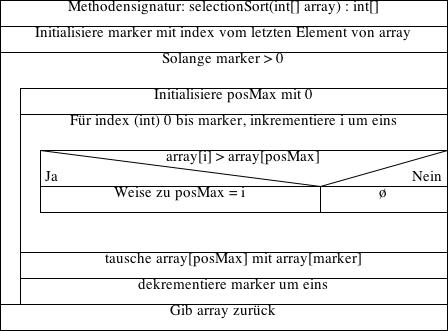 Methodensignatur: selectionSort(int[] array) : int[]
Initialisiere marker mit index vom letzten Element von array
Solange marker > 0
Initialisiere posMax mit 0
Für index (int) 0 bis marker, inkrementiere i um eins
array[i] > array[posMax]
Ja Nein
Weise zu posMax = i ø
tausche array[posMax] mit array[marker]
dekrementiere marker um eins
Gib array zurück